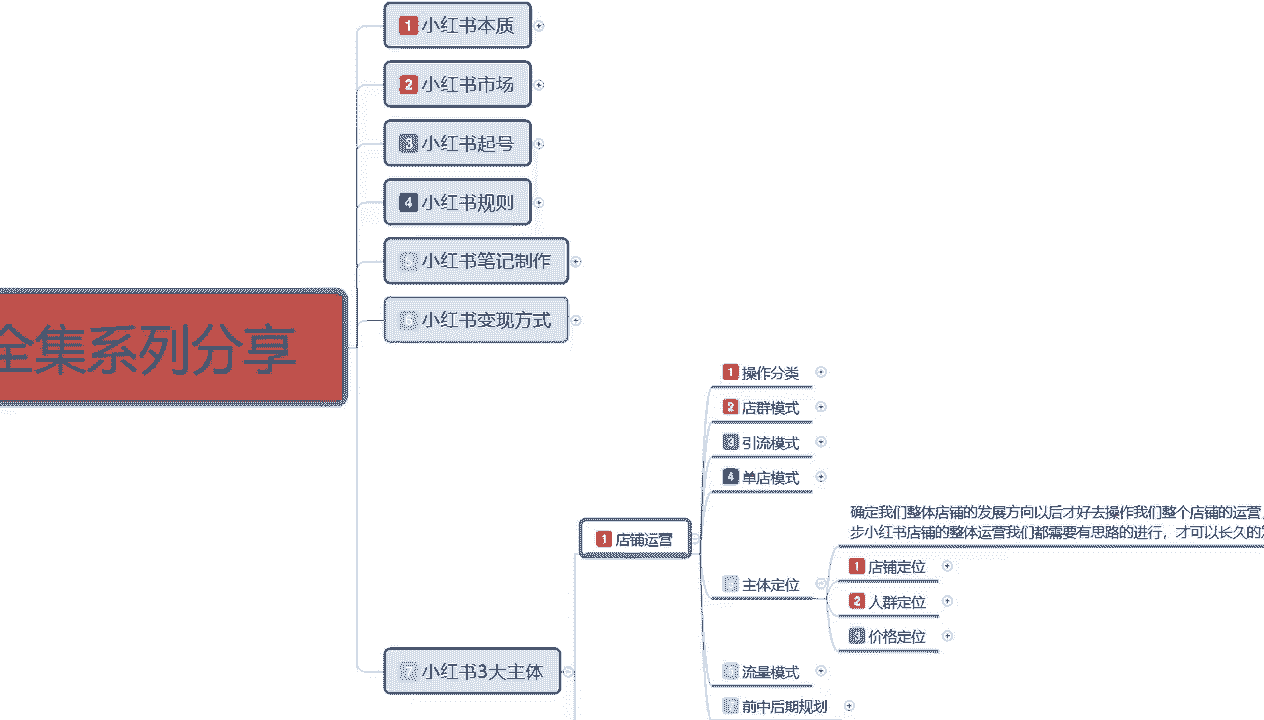 1 小红书本质
2 小红书市场
3 小红书起号
4 小红书规则
小红书笔记制作
小红书变现方式
全集系列分享
1 操作分类
2 店群模式
3 引流模式
4 单店模式
确定我们整体店铺的发展方向以后才好去操作我们整个店铺的运营，
步小红书店铺的整体运营我们都需要有思路的进行，才可以长久的
1 店铺运营
1 店铺定位
主体定位
2 人群定位
3 价格定位
小红书3大主体
流量模式
前中后期规划